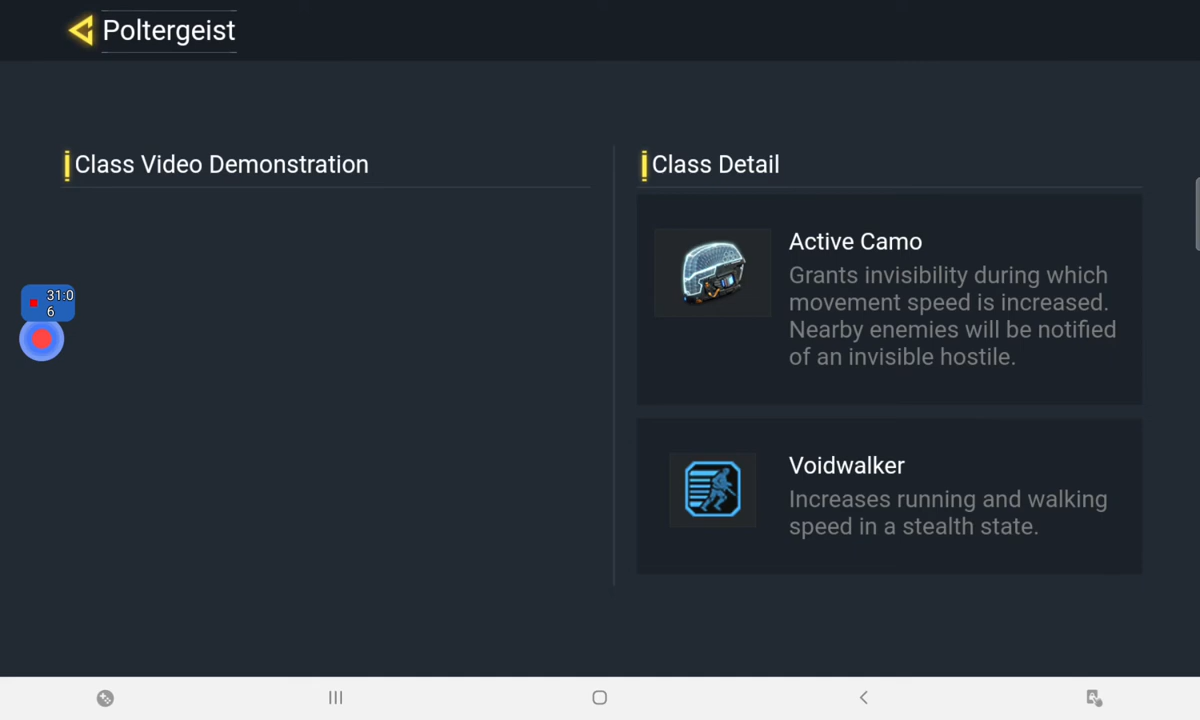 Poltergeist
Class Video Demonstration
31:0
6
Class Detail
Active Camo
Grants invisibility during which
movement speed is increased.
Nearby enemies will be notified
of an invisible hostile.
Voidwalker
Increases running and walking
speed in a stealth state.